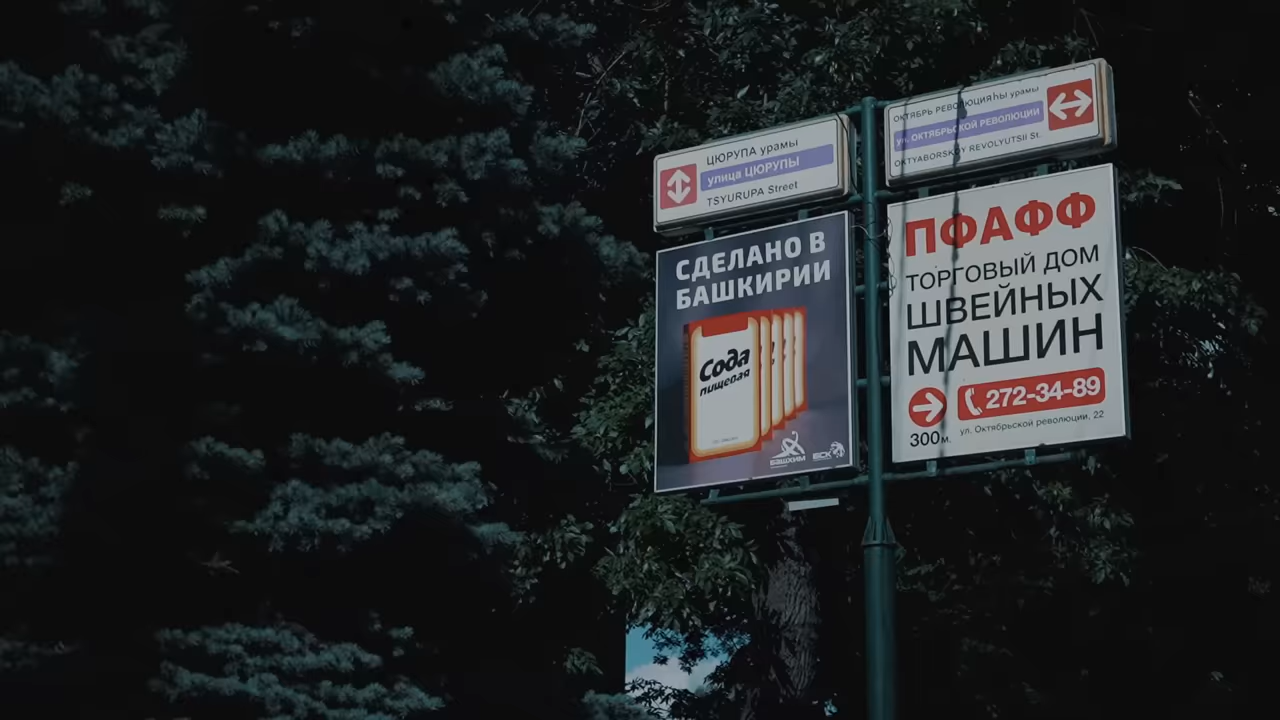 ЦЮРУПА урамы
улица ЦЮРУПЫ
TSYURUPA Street
ОКТЯБРЬ РЕВОЛЮЦИЯҺЫ урамы
ул. ОКТЯБРЬСКОЙ РЕВОЛЮЦИИ
OKTYABORSKOY REVOLYUTSII St.
СДЕЛАНО В
БАШКИРИИ
Сода
пищевая
БАШХИМ
БСК
ПФАФФ
ТОРГОВЫЙ ДОМ
ШВЕЙНЫХ
МАШИН
272-34-89
300м.
ул. Октябрьской революции, 22